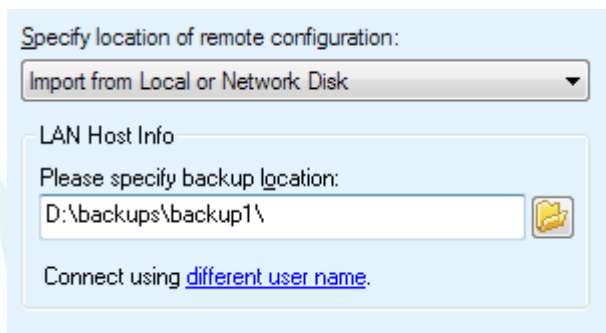 Specify location of remote configuration:
Import from Local or Network Disk
LAN Host Info
Please specify backup location:
D:\backups\backup1\
Connect using different user name.